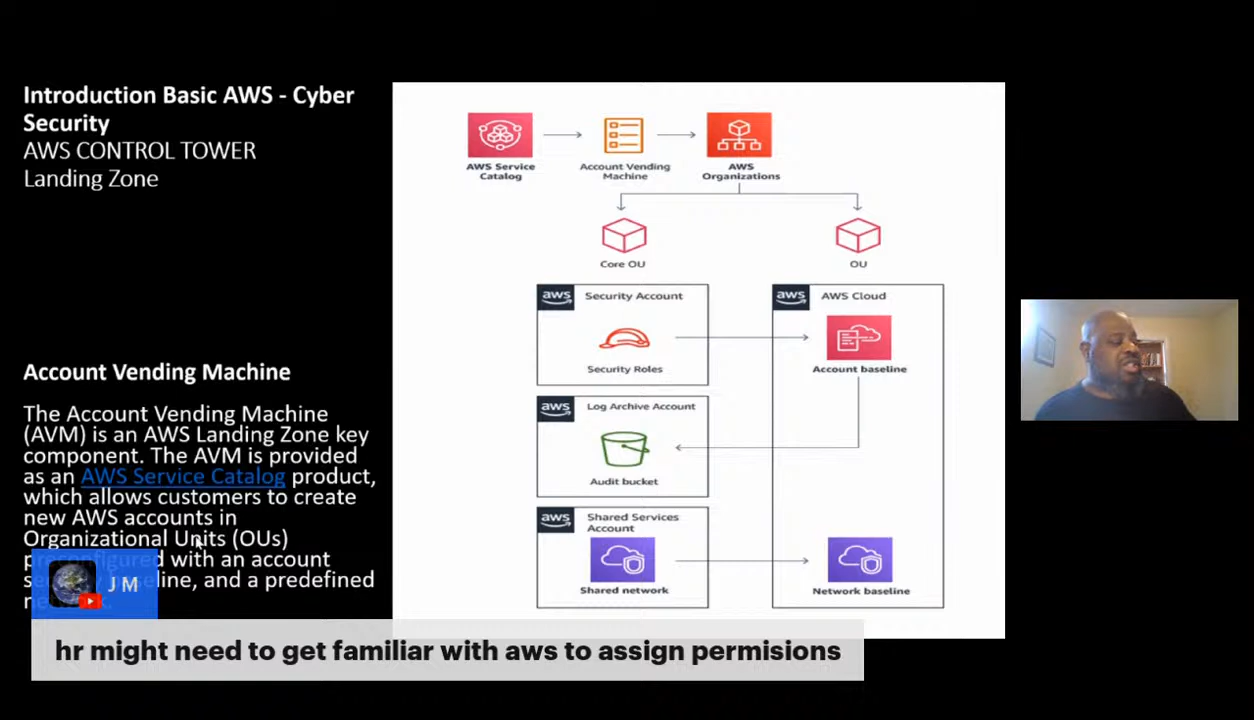 Introduction Basic AWS - Cyber
Security
AWS CONTROL TOWER
Landing Zone
Account Vending Machine
The Account Vending Machine
(AVM) is an AWS Landing Zone key
component. The AVM is provided
as an AWS Service Catalog product,
which allows customers to create
new AWS accounts in
Organizational Units (OUs)
with an account
and a predefined
AWS Service
Catalog
Account Vending
Machine
AWS
Organizations
Core OU
OU
aws
Security Account
Security Roles
aws
AWS Cloud
Account baseline
aws
Log Archive Account
Audit bucket
aws
Shared Services
Account
Shared network
Network baseline
J M
hr might need to get familiar with aws to assign permisions